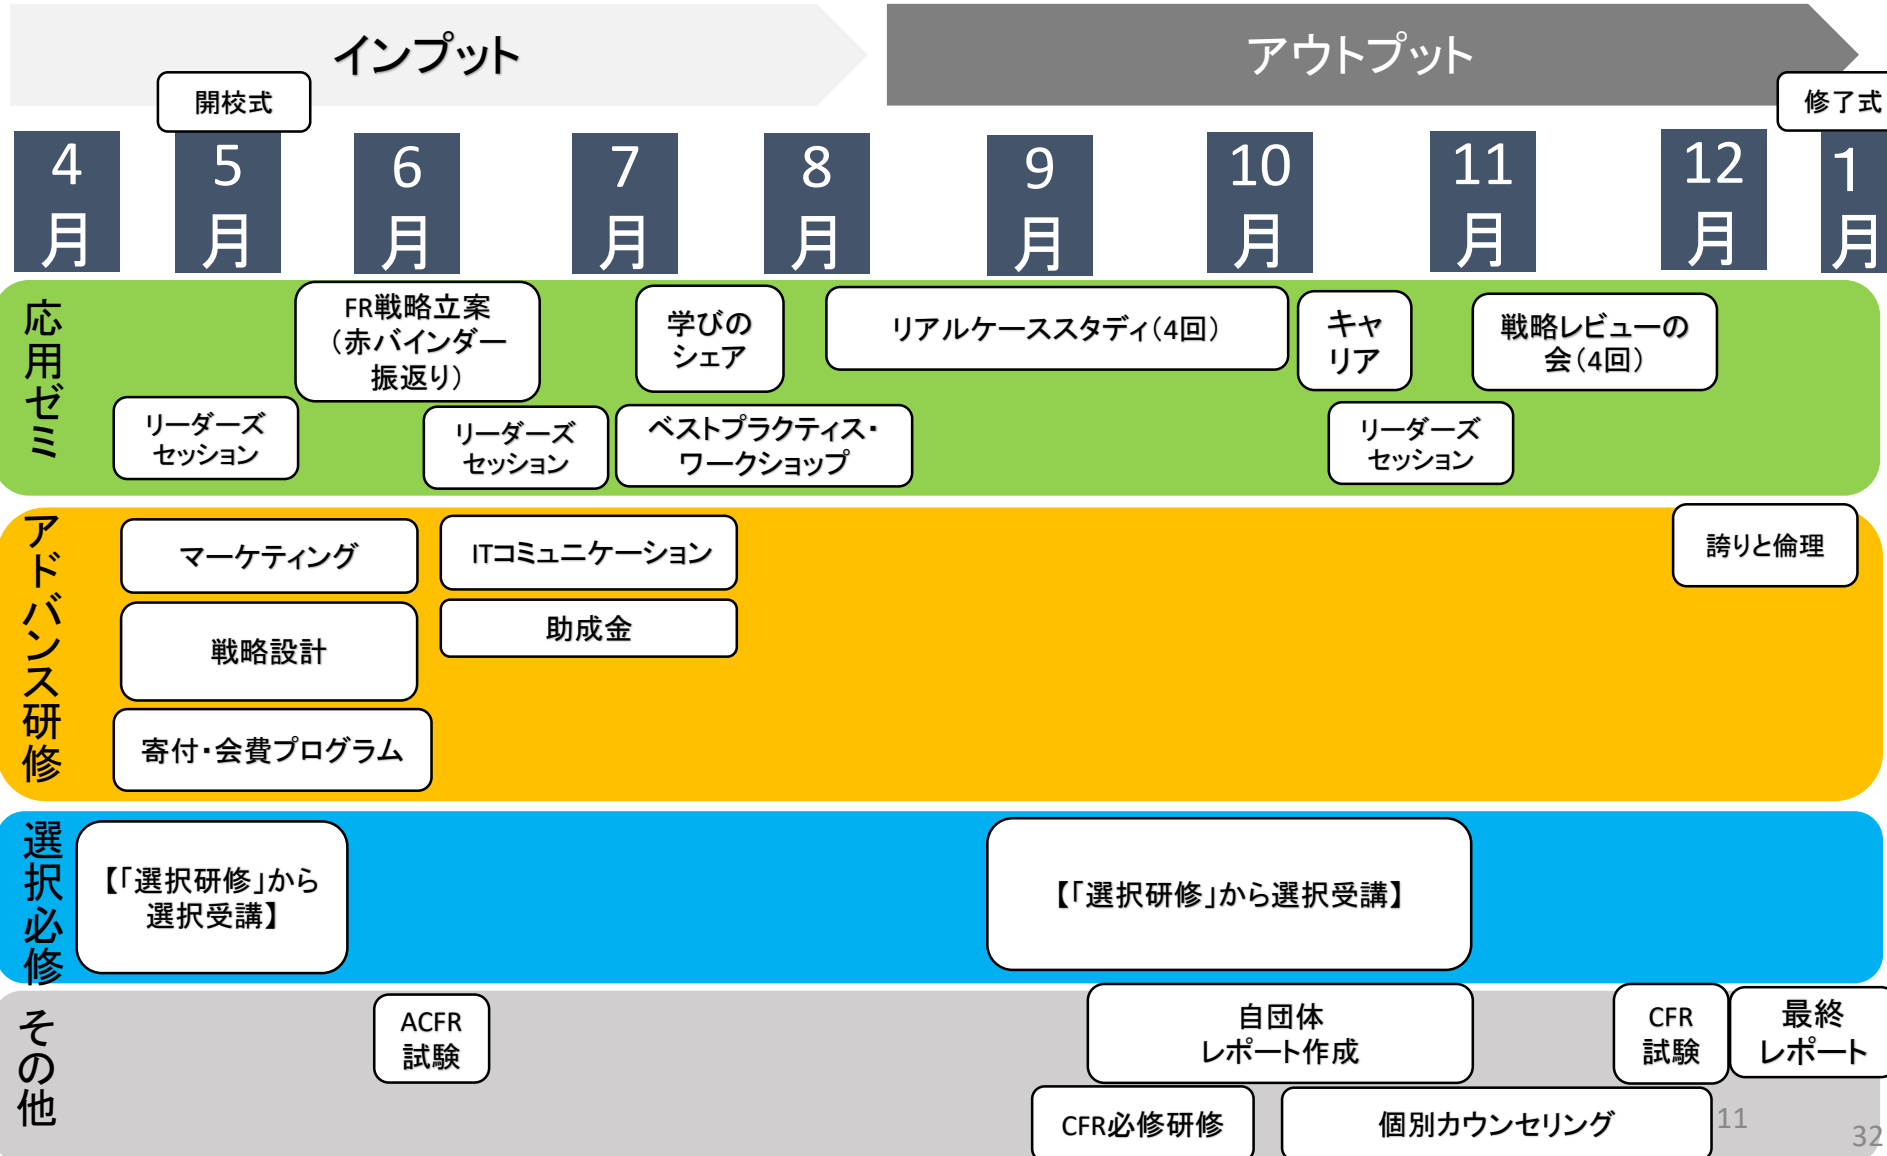 インプット
アウトプット
開校式
修了式
4
月
5
月
6
月
7
月
8
月
9
月
10
月
11
月
12
月
1
月
応用ゼミ
FR戦略立案
（赤バインダー
振返り）
学びの
シェア
リアルケーススタディ（4回）
キャ
リア
戦略レビューの
会（4回）
リーダーズ
セッション
リーダーズ
セッション
ベストプラクティス・
ワークショップ
リーダーズ
セッション
アドバンス研修
マーケティング
ITコミュニケーション
誇りと倫理
戦略設計
助成金
寄付・会費プログラム
選択必修
【「選択研修」から
選択受講】
【「選択研修」から選択受講】
その他
ACFR
試験
自団体
レポート作成
CFR
試験
最終
レポート
CFR必修研修
個別カウンセリング
11
32